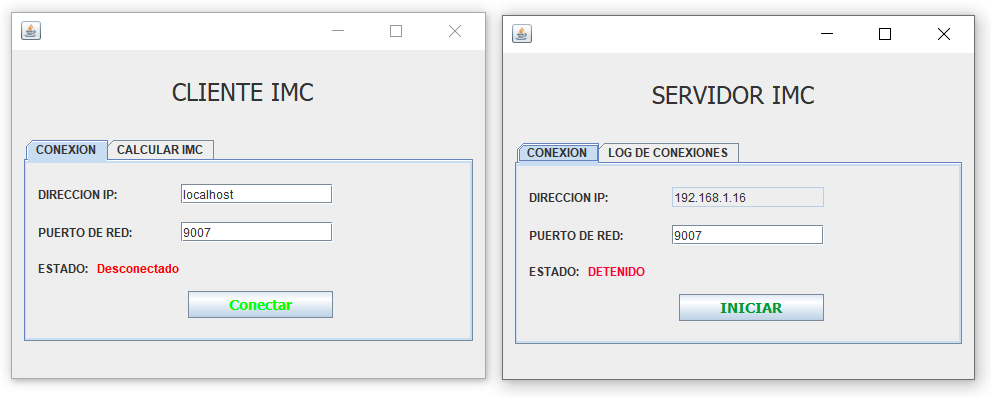 CLIENTE IMC
CONEXION CALCULAR IMC
DIRECCION IP: localhost
PUERTO DE RED: 9007
ESTADO: Desconectado
Conectar
SERVIDOR IMC
CONEXION LOG DE CONEXIONES
DIRECCION IP: 192.168.1.16
PUERTO DE RED: 9007
ESTADO: DETENIDO
INICIAR